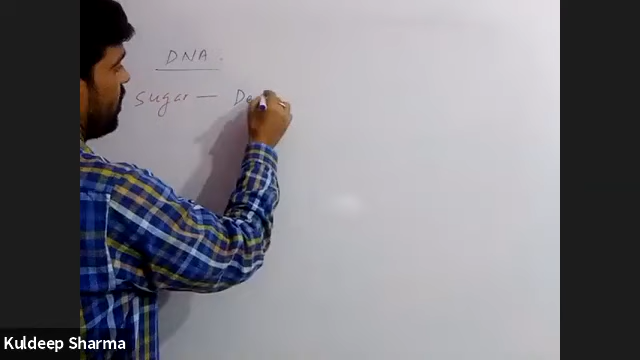 DNA :
Sugar — De
Kuldeep Sharma